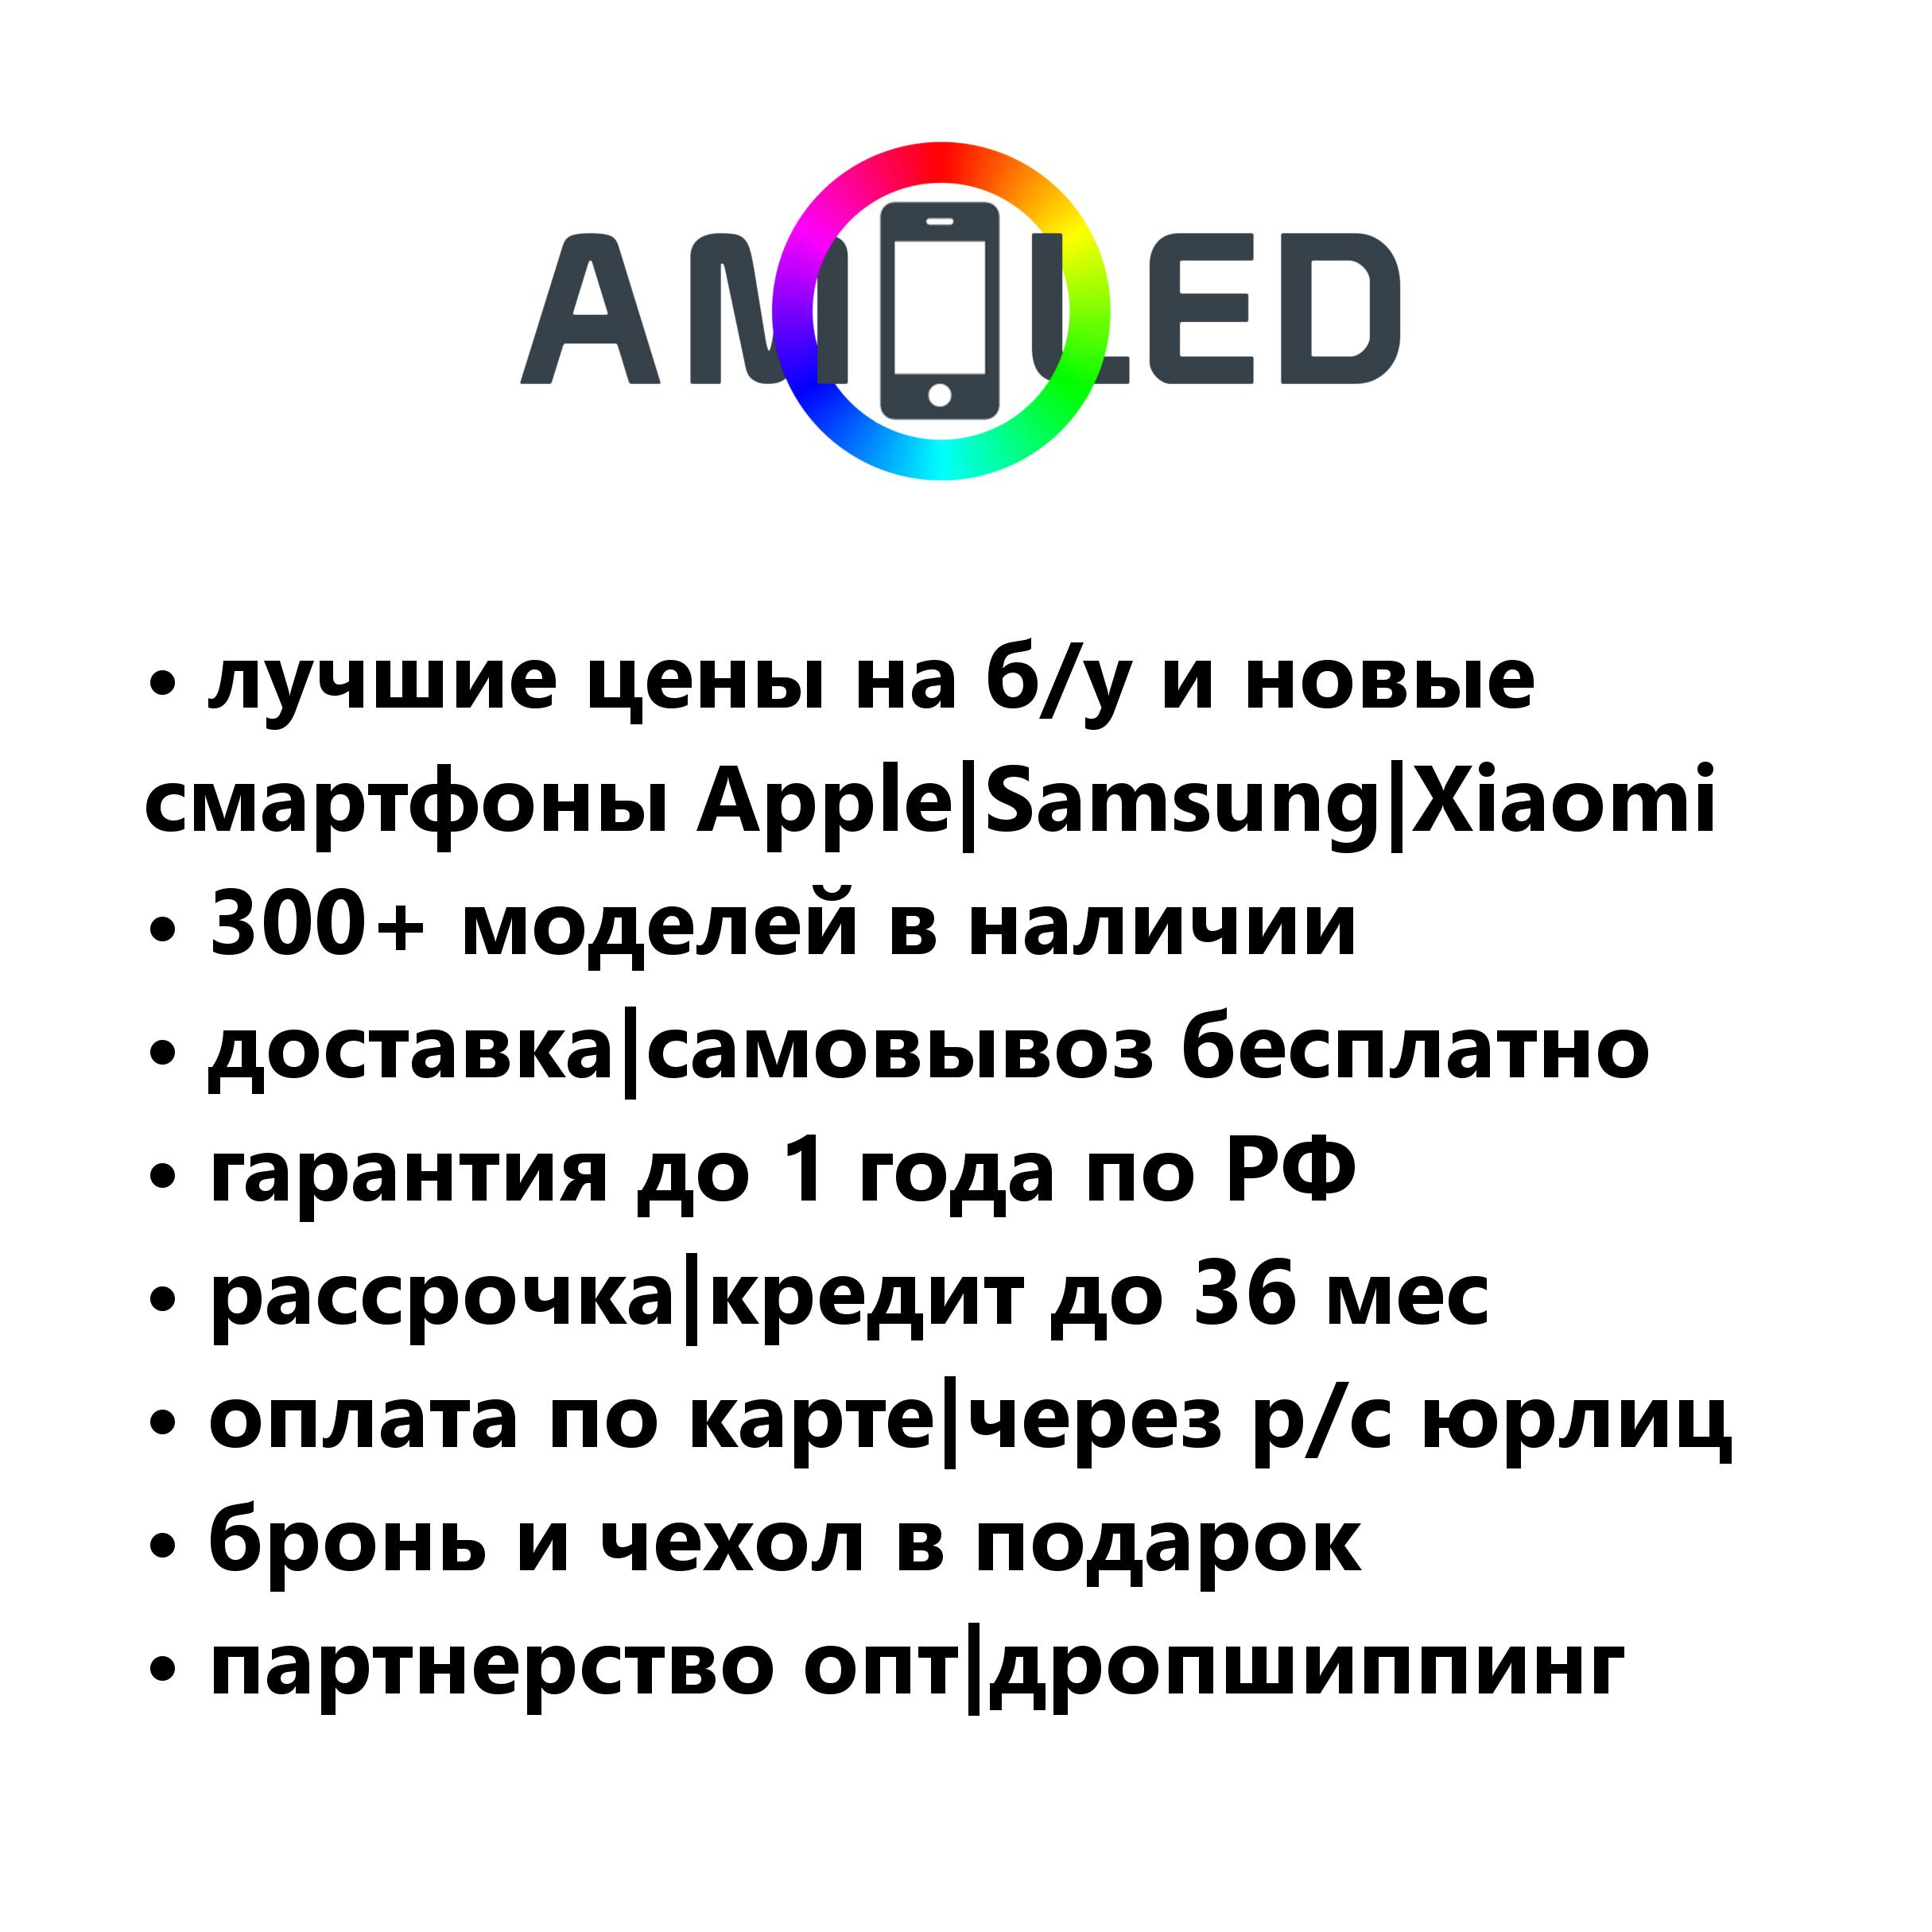 AMOLED
• лучшие цены на б/у и новые
смартфоны Apple|Samsung|Xiaomi
• 300+ моделей в наличии
• доставка|самовывоз бесплатно
• гарантия до 1 года по РФ
• рассрочка|кредит до 36 мес
• оплата по карте|через р/с юрлиц
• бронь и чехол в подарок
• партнерство опт|дропшиппинг